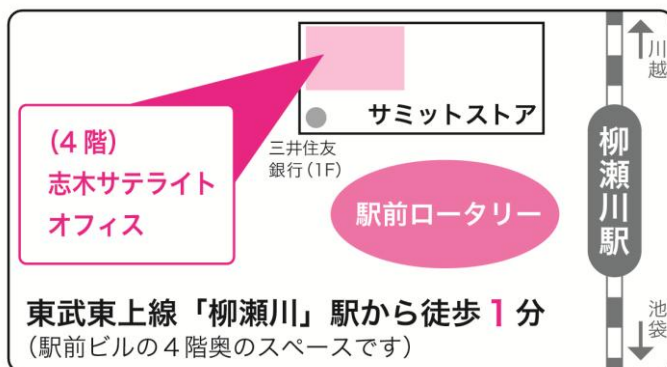 川越
サミットストア
三井住友
銀行(1F)
(4階)
志木サテライト
オフィス
駅前ロータリー
柳瀬川駅
池袋
東武東上線「柳瀬川」駅から徒歩1分
(駅前ビルの4階奥のスペースです)